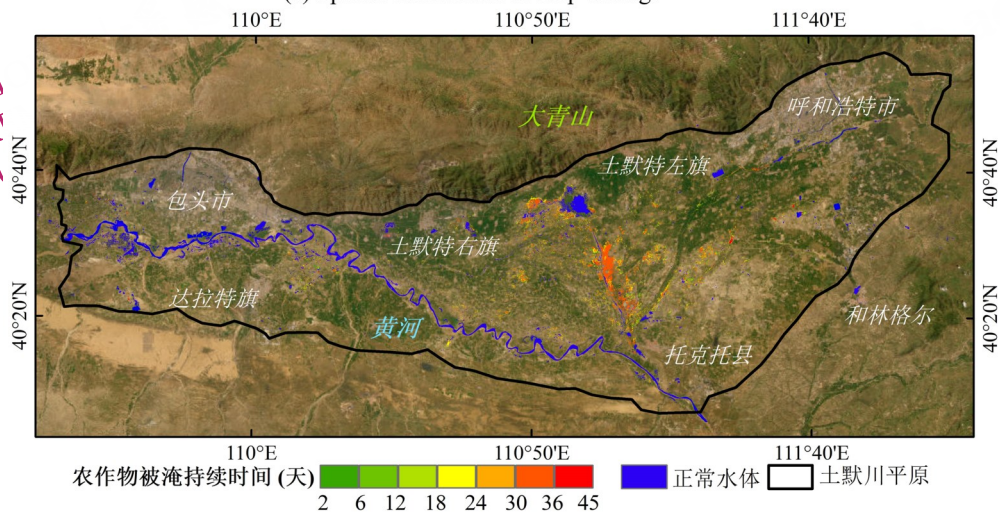 110°E 110°50'E 111°40'E
大青山
呼和浩特市
40°40'N
土默特左旗
40°40'N
包头市
土默特右旗
达拉特旗
黄河
和林格尔
40°20'N
托克托县
40°20'N
110°E 110°50'E 111°40'E
农作物被淹持续时间 (天) 正常水体 土默川平原
2 6 12 18 24 30 36 45